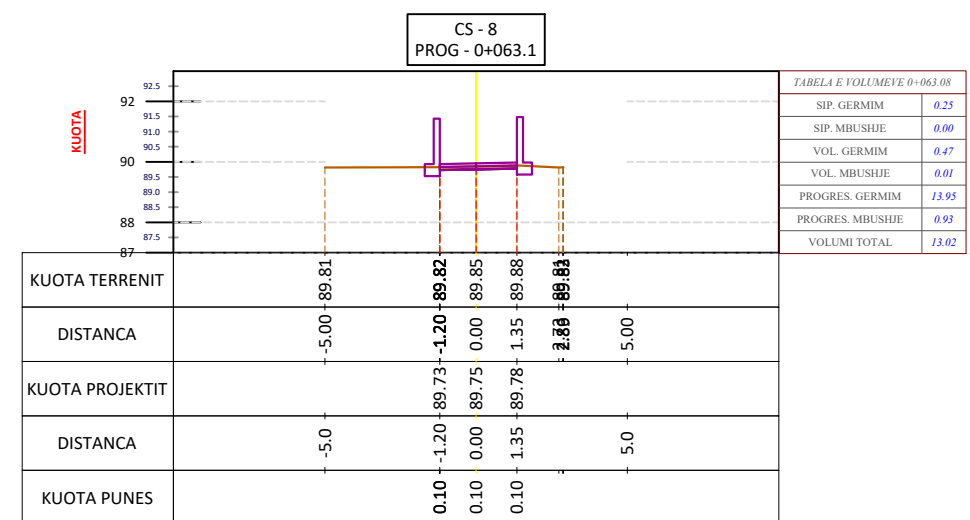 CS - 8
PROG - 0+063.1
KUOTA
92.5
92
91.5
91.0
90.5
90
89.5
89.0
88.5
88
87.5
87
TABELA E VOLUMEVE 0+063.08
SIP. GERMIM 0.25
SIP. MBUSHJE 0.00
VOL. GERMIM 0.47
VOL. MBUSHJE 0.01
PROGRES. GERMIM 13.95
PROGRES. MBUSHJE 0.93
VOLUMI TOTAL 13.02
KUOTA TERRENIT 89.81 89.82 89.85 89.88 89.81
DISTANCA -5.00 -1.20 0.00 1.35 5.00
KUOTA PROJEKTIT 89.73 89.75 89.78
DISTANCA -5.0 -1.20 0.00 1.35 5.0
KUOTA PUNES 0.10 0.10 0.10